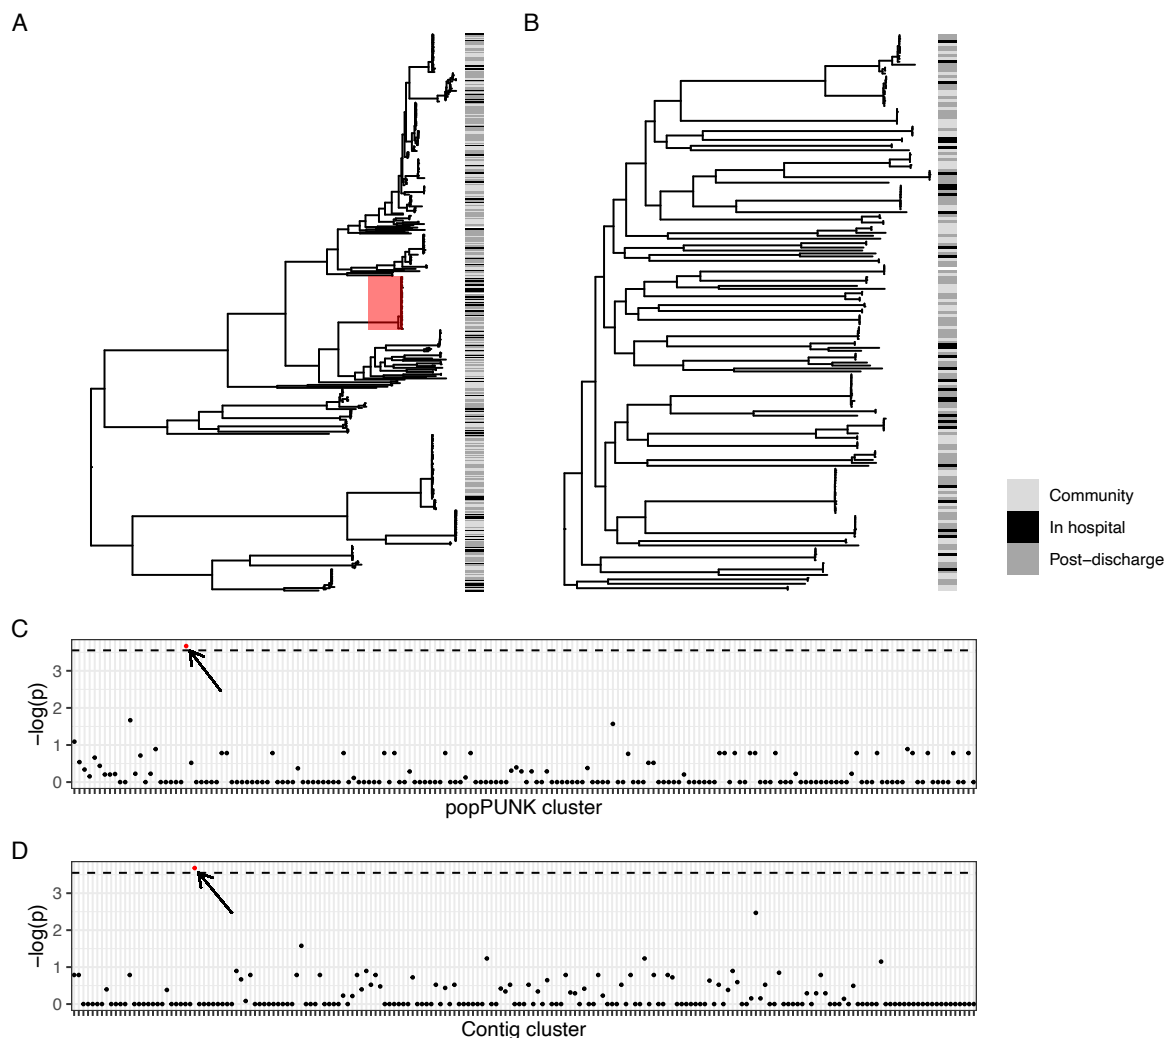 A
B
Community
In hospital
Post−discharge
C
3
2
1
0
−log(p)
popPUNK cluster
D
3
2
1
0
−log(p)
Contig cluster